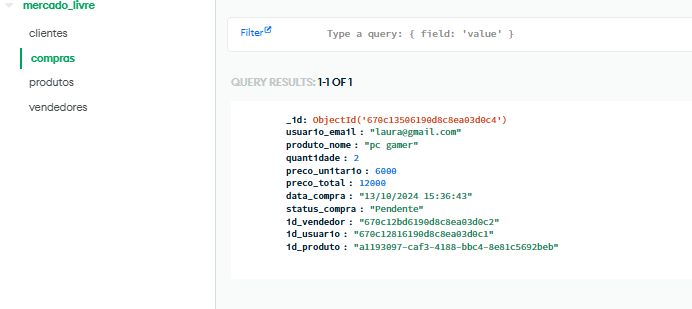 mercado_livre
clientes
compras
produtos
vendedores
Filter
Type a query: { field: 'value' }
QUERY RESULTS: 1-1 OF 1
_id: ObjectId('670c13506190d8c8ea03d0c4')
usuario_email : "laura@gmail.com"
produto_nome : "pc gamer"
quantidade : 2
preco_unitario : 6000
preco_total : 12000
data_compra : "13/10/2024 15:36:43"
status_compra : "Pendente"
id_vendedor : "670c12bd6190d8c8ea03d0c2"
id_usuario : "670c12816190d8c8ea03d0c1"
id_produto : "a1193097-caf3-4188-bbc4-8e81c5692beb"